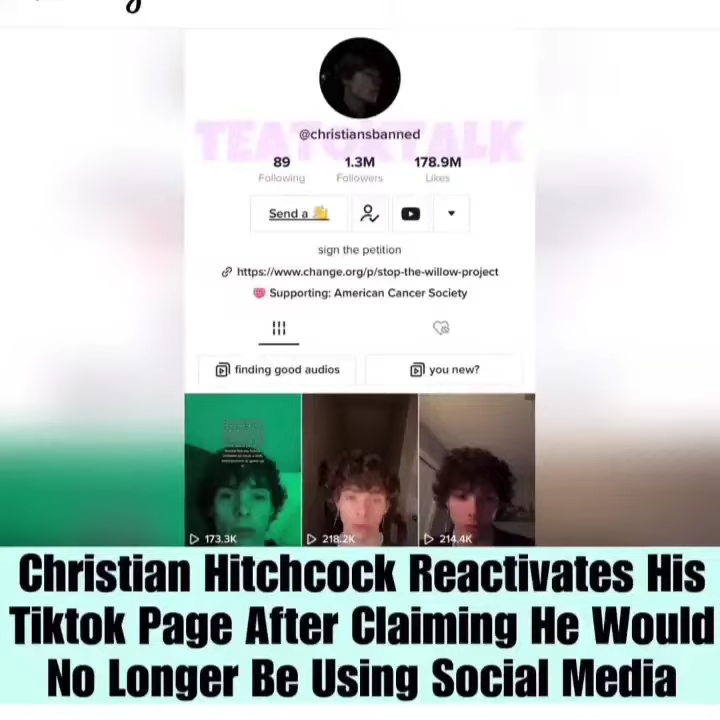 TEATOKTALK
@christiansbanned
89 1.3M 178.9M
Following Followers Likes
Send a
sign the petition
https://www.change.org/p/stop-the-willow-project
Supporting: American Cancer Society
finding good audios you new?
173.3K 218.2K 214.4K
Christian Hitchcock Reactivates His
Tiktok Page After Claiming He Would
No Longer Be Using Social Media